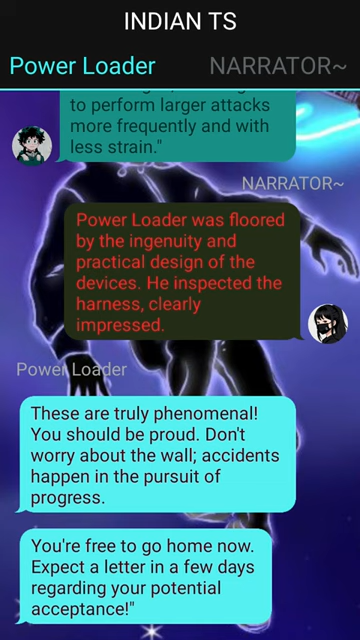 INDIAN TS
Power Loader
NARRATOR~
to perform larger attacks
more frequently and with
less strain."
NARRATOR~
Power Loader was floored
by the ingenuity and
practical design of the
devices. He inspected the
harness, clearly
impressed.
Power Loader
These are truly phenomenal!
You should be proud. Don't
worry about the wall; accidents
happen in the pursuit of
progress.
You're free to go home now.
Expect a letter in a few days
regarding your potential
acceptance!"